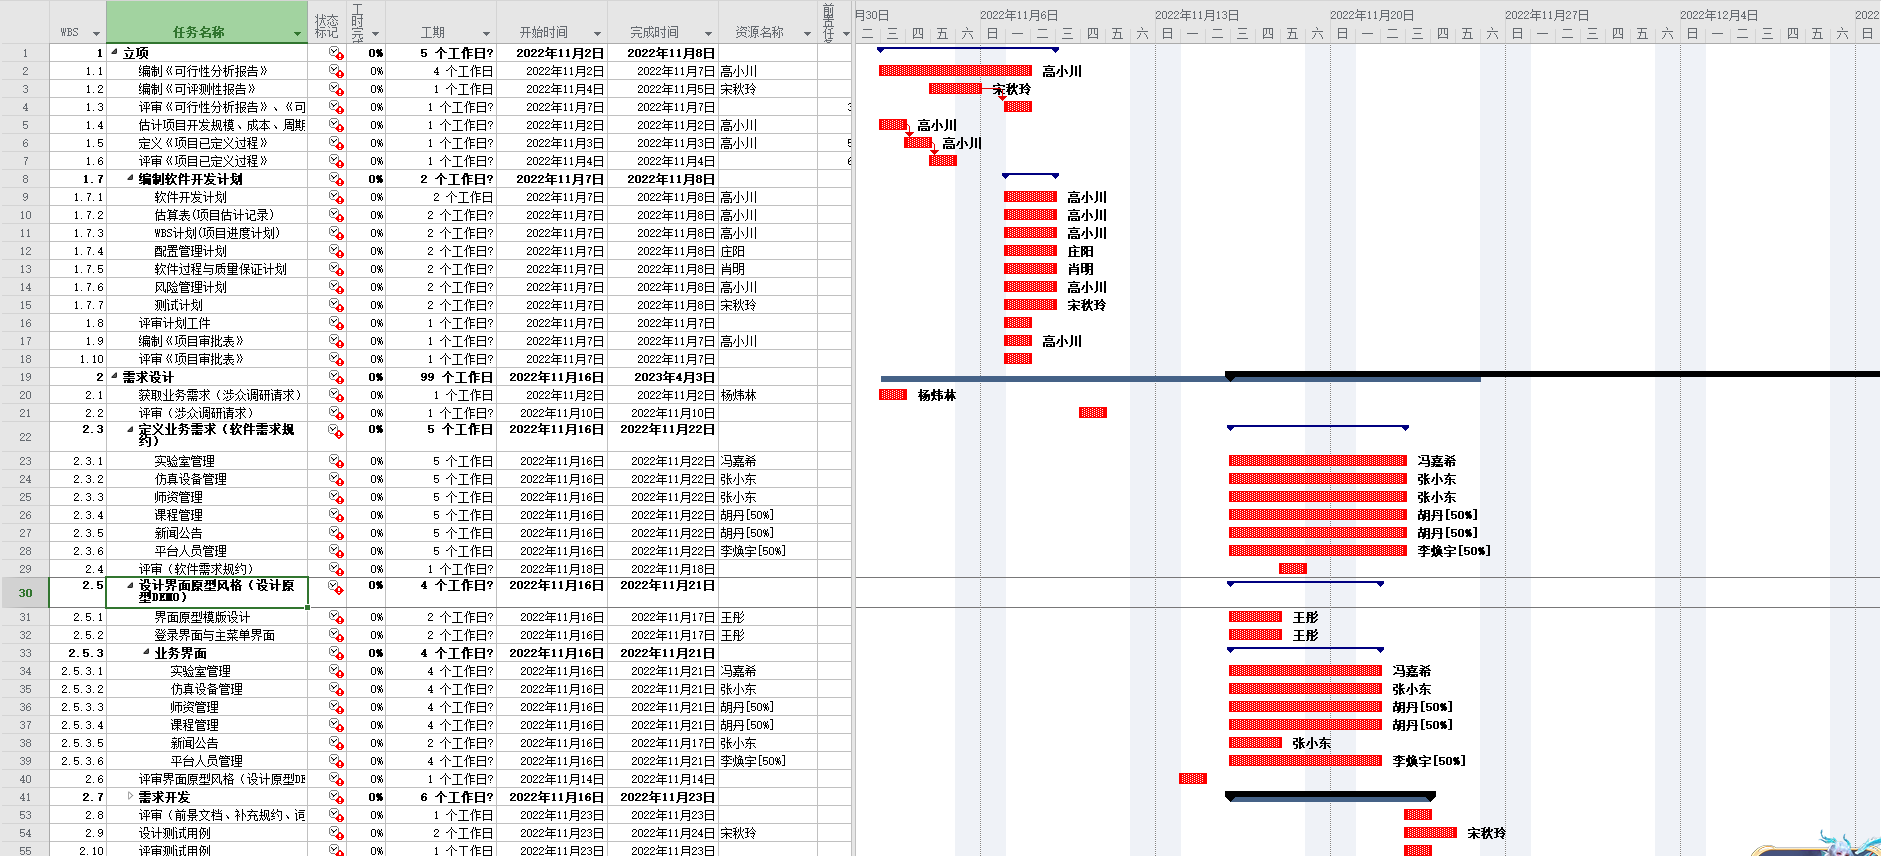 WBS 任务名称 状态标记 工时完 工期 开始时间 完成时间 资源名称 前置任
月30日 2022年11月6日 2022年11月13日 2022年11月20日 2022年11月27日 2022年12月4日 2022
二 三 四 五 六 日 一 二 三 四 五 六 日 一 二 三 四 五 六 日 一 二 三 四 五 六 日 一 二 三 四 五 六 日 一 二 三 四 五 六 日
1 1 立项 0% 5 个工作日? 2022年11月2日 2022年11月8日
2 1.1 编制《可行性分析报告》 0% 4 个工作日 2022年11月2日 2022年11月7日 高小川 高小川
3 1.2 编制《可评测性报告》 0% 1 个工作日 2022年11月4日 2022年11月5日 宋秋玲 宋秋玲
4 1.3 评审《可行性分析报告》、《可 0% 1 个工作日? 2022年11月7日 2022年11月7日 3
5 1.4 估计项目开发规模、成本、周期 0% 1 个工作日? 2022年11月2日 2022年11月2日 高小川 高小川
6 1.5 定义《项目已定义过程》 0% 1 个工作日? 2022年11月3日 2022年11月3日 高小川 5 高小川
7 1.6 评审《项目已定义过程》 0% 1 个工作日? 2022年11月4日 2022年11月4日 6
8 1.7 编制软件开发计划 0% 2 个工作日? 2022年11月7日 2022年11月8日
9 1.7.1 软件开发计划 0% 2 个工作日? 2022年11月7日 2022年11月8日 高小川 高小川
10 1.7.2 估算表(项目估计记录) 0% 2 个工作日? 2022年11月7日 2022年11月8日 高小川 高小川
11 1.7.3 WBS计划(项目进度计划) 0% 2 个工作日? 2022年11月7日 2022年11月8日 高小川 高小川
12 1.7.4 配置管理计划 0% 2 个工作日? 2022年11月7日 2022年11月8日 庄阳 庄阳
13 1.7.5 软件过程与质量保证计划 0% 2 个工作日? 2022年11月7日 2022年11月8日 肖明 肖明
14 1.7.6 风险管理计划 0% 2 个工作日? 2022年11月7日 2022年11月8日 高小川 高小川
15 1.7.7 测试计划 0% 2 个工作日? 2022年11月7日 2022年11月8日 宋秋玲 宋秋玲
16 1.8 评审计划工件 0% 1 个工作日? 2022年11月7日 2022年11月7日
17 1.9 编制《项目审批表》 0% 1 个工作日? 2022年11月7日 2022年11月7日 高小川 高小川
18 1.10 评审《项目审批表》 0% 1 个工作日? 2022年11月7日 2022年11月7日
19 2 需求设计 0% 99 个工作日 2022年11月16日 2023年4月3日
20 2.1 获取业务需求（涉众调研请求） 0% 1 个工作日 2022年11月2日 2022年11月2日 杨炜林 杨炜林
21 2.2 评审（涉众调研请求） 0% 1 个工作日? 2022年11月10日 2022年11月10日
22 2.3 定义业务需求（软件需求规 0% 5 个工作日 2022年11月16日 2022年11月22日
约）
23 2.3.1 实验室管理 0% 5 个工作日 2022年11月16日 2022年11月22日 冯嘉希 冯嘉希
24 2.3.2 仿真设备管理 0% 5 个工作日 2022年11月16日 2022年11月22日 张小东 张小东
25 2.3.3 师资管理 0% 5 个工作日 2022年11月16日 2022年11月22日 张小东 张小东
26 2.3.4 课程管理 0% 5 个工作日 2022年11月16日 2022年11月22日 胡丹[50%] 胡丹[50%]
27 2.3.5 新闻公告 0% 5 个工作日 2022年11月16日 2022年11月22日 胡丹[50%] 胡丹[50%]
28 2.3.6 平台人员管理 0% 5 个工作日 2022年11月16日 2022年11月22日 李焕宇[50%] 李焕宇[50%]
29 2.4 评审（软件需求规约） 0% 1 个工作日? 2022年11月18日 2022年11月18日
30 2.5 设计界面原型风格（设计原 0% 4 个工作日? 2022年11月16日 2022年11月21日
型DEMO）
31 2.5.1 界面原型模版设计 0% 2 个工作日? 2022年11月16日 2022年11月17日 王彤 王彤
32 2.5.2 登录界面与主菜单界面 0% 2 个工作日? 2022年11月16日 2022年11月17日 王彤 王彤
33 2.5.3 业务界面 0% 4 个工作日? 2022年11月16日 2022年11月21日
34 2.5.3.1 实验室管理 0% 4 个工作日? 2022年11月16日 2022年11月21日 冯嘉希 冯嘉希
35 2.5.3.2 仿真设备管理 0% 4 个工作日? 2022年11月16日 2022年11月21日 张小东 张小东
36 2.5.3.3 师资管理 0% 4 个工作日? 2022年11月16日 2022年11月21日 胡丹[50%] 胡丹[50%]
37 2.5.3.4 课程管理 0% 4 个工作日? 2022年11月16日 2022年11月21日 胡丹[50%] 胡丹[50%]
38 2.5.3.5 新闻公告 0% 2 个工作日? 2022年11月16日 2022年11月17日 张小东 张小东
39 2.5.3.6 平台人员管理 0% 4 个工作日? 2022年11月16日 2022年11月21日 李焕宇[50%] 李焕宇[50%]
40 2.6 评审界面原型风格（设计原型DE 0% 1 个工作日? 2022年11月14日 2022年11月14日
41 2.7 需求开发 0% 6 个工作日? 2022年11月16日 2022年11月23日
53 2.8 评审（前景文档、补充规约、词 0% 1 个工作日 2022年11月23日 2022年11月23日
54 2.9 设计测试用例 0% 2 个工作日? 2022年11月23日 2022年11月24日 宋秋玲 宋秋玲
55 2.10 评审测试用例 0% 1 个工作日? 2022年11月23日 2022年11月23日